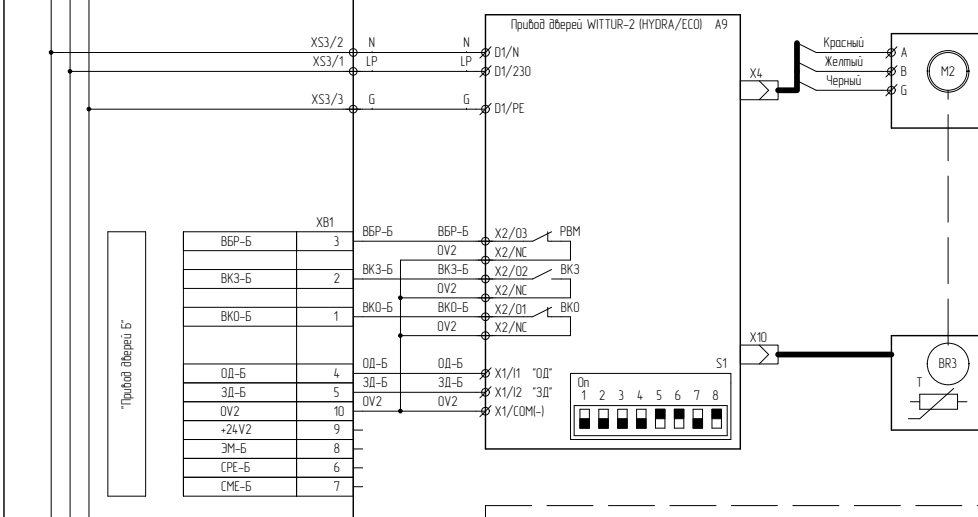 Привод дверей WITTUR-2 (HYDRA/ECO) A9
XS3/2 N N D1/N
XS3/1 LP LP D1/230
XS3/3 G G D1/PE
X4
Красный A
Желтый B
Черный G
M2
"Привод дверей Б"
XB1
ВБР-Б 3 ВБР-Б ВБР-Б X2/03 РВМ
0V2 X2/NC
ВКЗ-Б 2 ВКЗ-Б ВКЗ-Б X2/02 ВКЗ
0V2 X2/NC
ВКО-Б 1 ВКО-Б ВКО-Б X2/01 ВКО
0V2 X2/NC
ОД-Б 4 ОД-Б ОД-Б X1/I1 "ОД"
ЗД-Б 5 ЗД-Б ЗД-Б X1/I2 "ЗД"
0V2 10 0V2 0V2 X1/COM(-)
+24V2 9
ЭМ-Б 8
СРЕ-Б 6
СМЕ-Б 7
S1
On
1 2 3 4 5 6 7 8
X10
BR3
T